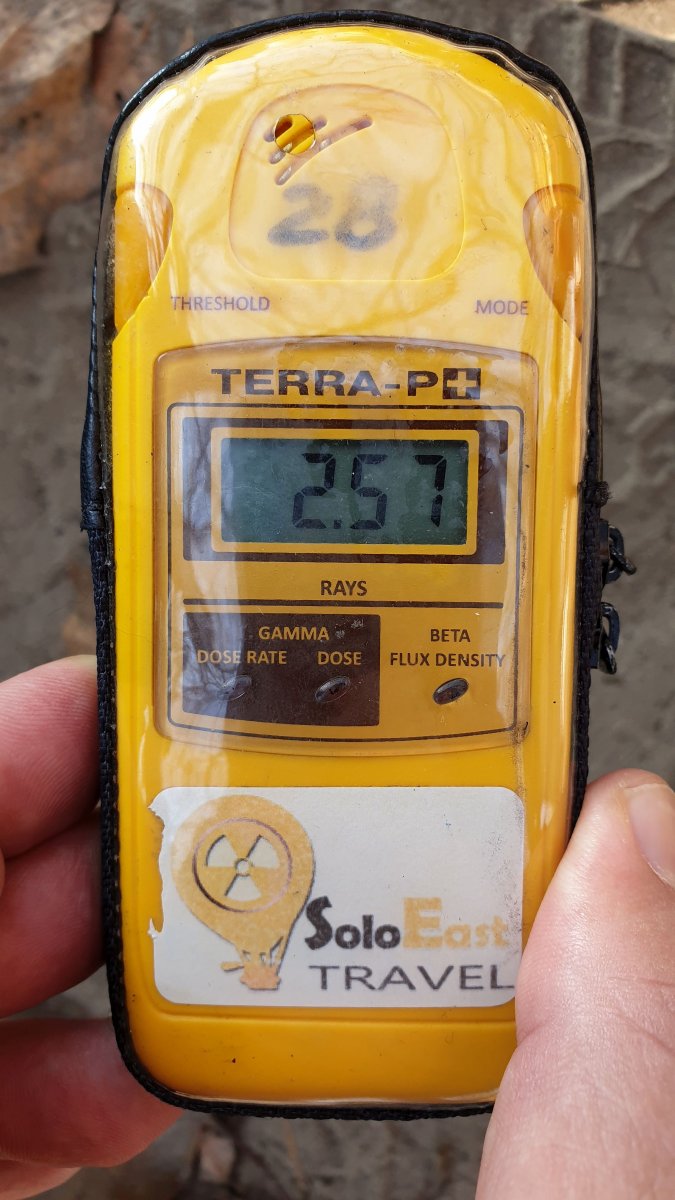 28
THRESHOLD MODE
TERRA-P
2.57
RAYS
GAMMA BETA
DOSE RATE DOSE FLUX DENSITY
SoloEast
TRAVEL